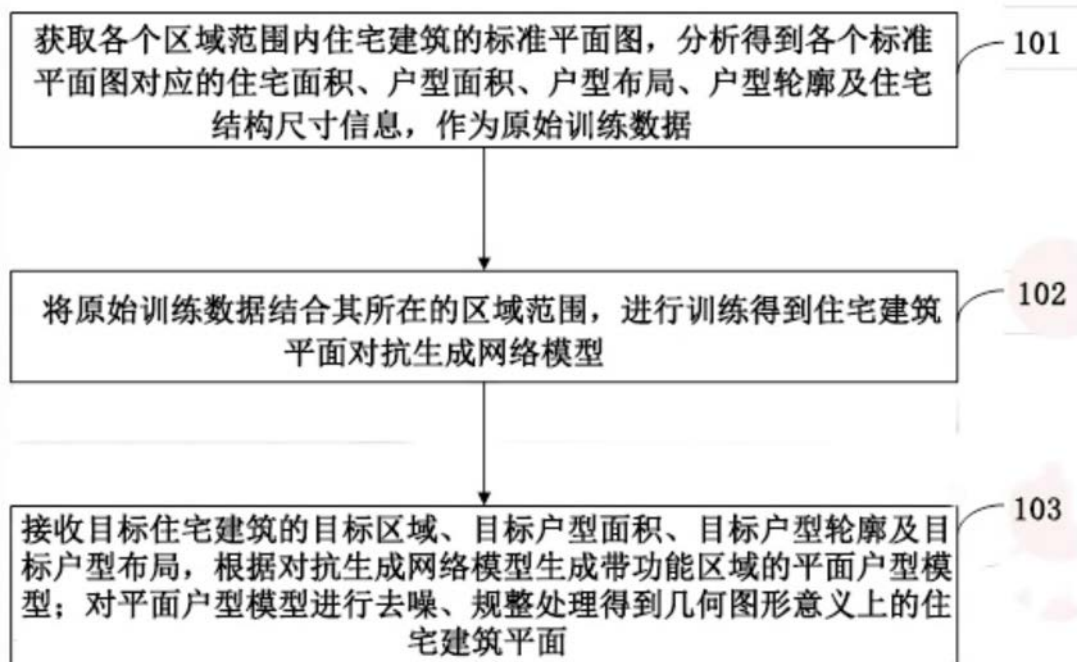 获取各个区域范围内住宅建筑的标准平面图，分析得到各个标准
101
平面图对应的住宅面积、户型面积、户型布局、户型轮廓及住宅
结构尺寸信息，作为原始训练数据
将原始训练数据结合其所在的区域范围，进行训练得到住宅建筑
102
平面对抗生成网络模型
接收目标住宅建筑的目标区域、目标户型面积、目标户型轮廓及目
103
标户型布局，根据对抗生成网络模型生成带功能区域的平面户型模
型；对平面户型模型进行去噪、规整处理得到几何图形意义上的住
宅建筑平面